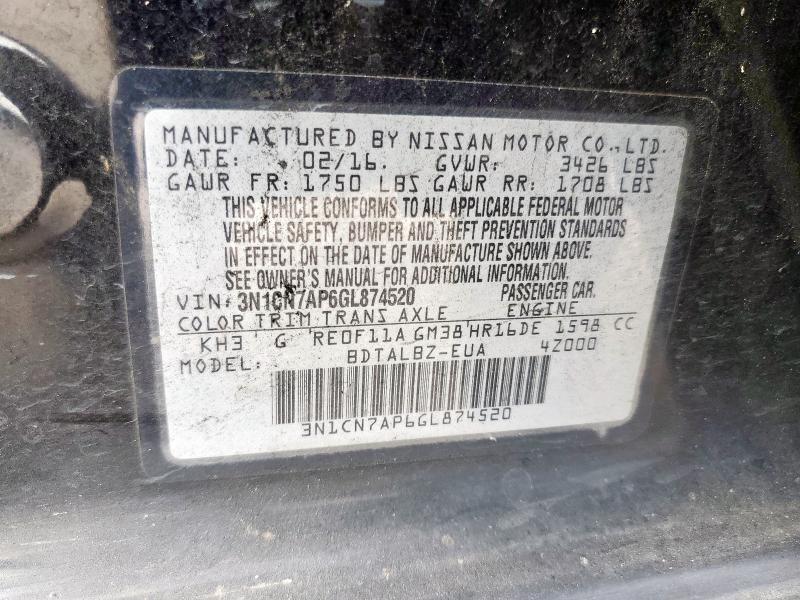 MANUFACTURED BY NISSAN MOTOR CO., LTD.
DATE: 02/16. GVWR: 3426 LBS
GAWR FR: 1750 LBS GAWR RR: 1708 LBS
THIS VEHICLE CONFORMS TO ALL APPLICABLE FEDERAL MOTOR
VEHICLE SAFETY, BUMPER AND THEFT PREVENTION STANDARDS
IN EFFECT ON THE DATE OF MANUFACTURE SHOWN ABOVE.
SEE OWNER'S MANUAL FOR ADDITIONAL INFORMATION.
VIN: 3N1CN7AP6GL874520 PASSENGER CAR.
COLOR TRIM TRANS AXLE ENGINE
KH3 G RE0F11A GM38 HR16DE 1598 CC
MODEL: BDTALBZ-EUA 4Z000
3N1CN7AP6GL874520